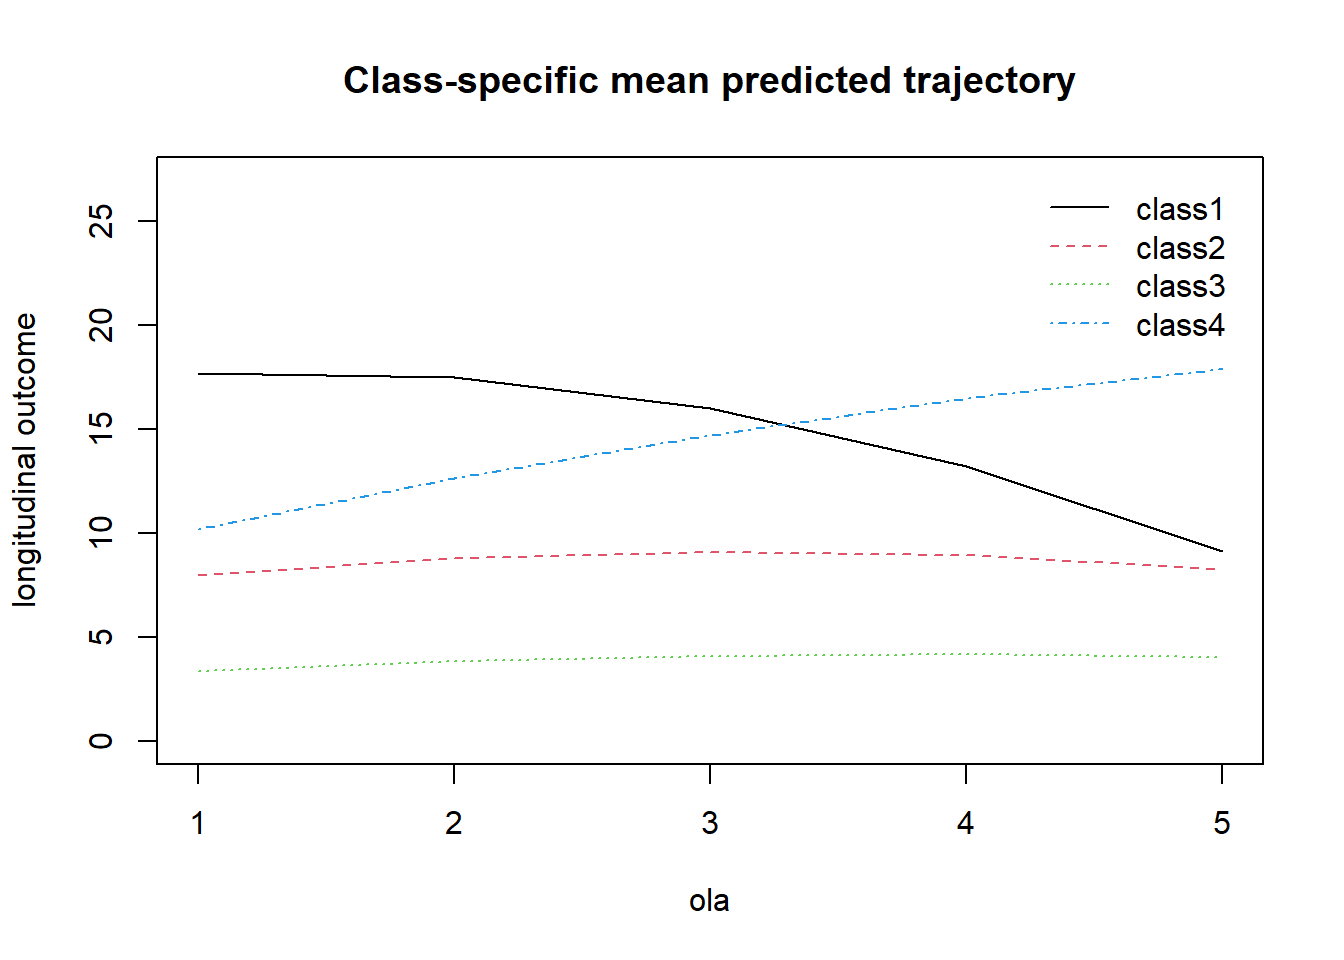 Class-specific mean predicted trajectory
longitudinal outcome
25
20
15
10
5
0
class1
class2
class3
class4
1 2 3 4 5
ola